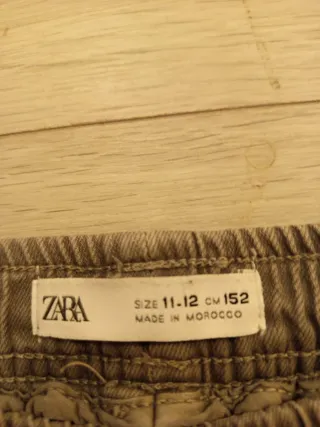 ZARA
SIZE 11-12 CM 152
MADE IN MOROCCO